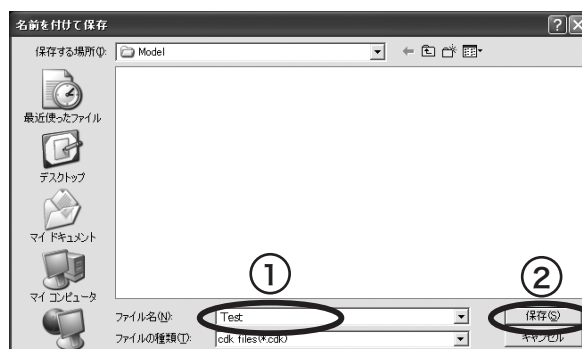 名前を付けて保存
保存する場所(I):
Model
最近使ったファイル
デスクトップ
マイ ドキュメント
マイ コンピュータ
①
②
ファイル名(N):
Test
保存(S)
ファイルの種類(T):
cdk files(*.cdk)
キャンセル